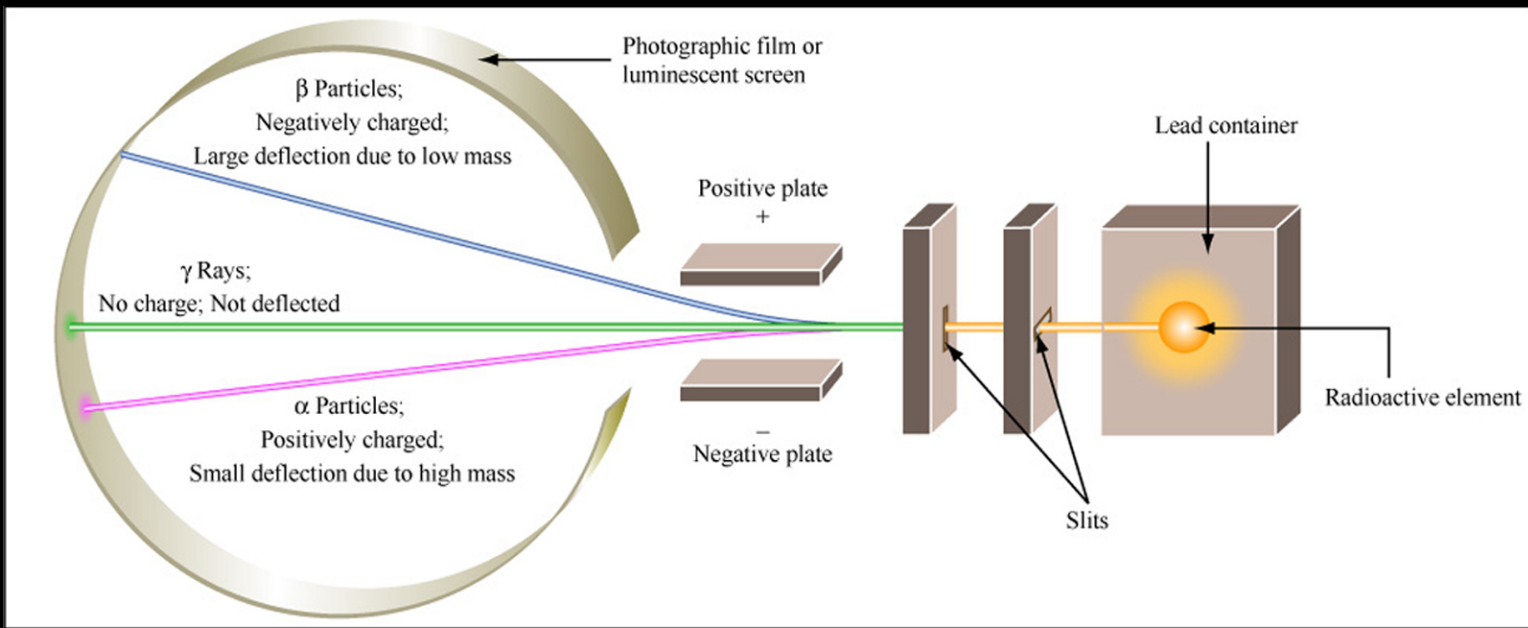 Photographic film or
luminescent screen
β Particles;
Negatively charged;
Large deflection due to low mass
Lead container
Positive plate
+
γ Rays;
No charge; Not deflected
α Particles;
Positively charged;
Small deflection due to high mass
−
Negative plate
Radioactive element
Slits